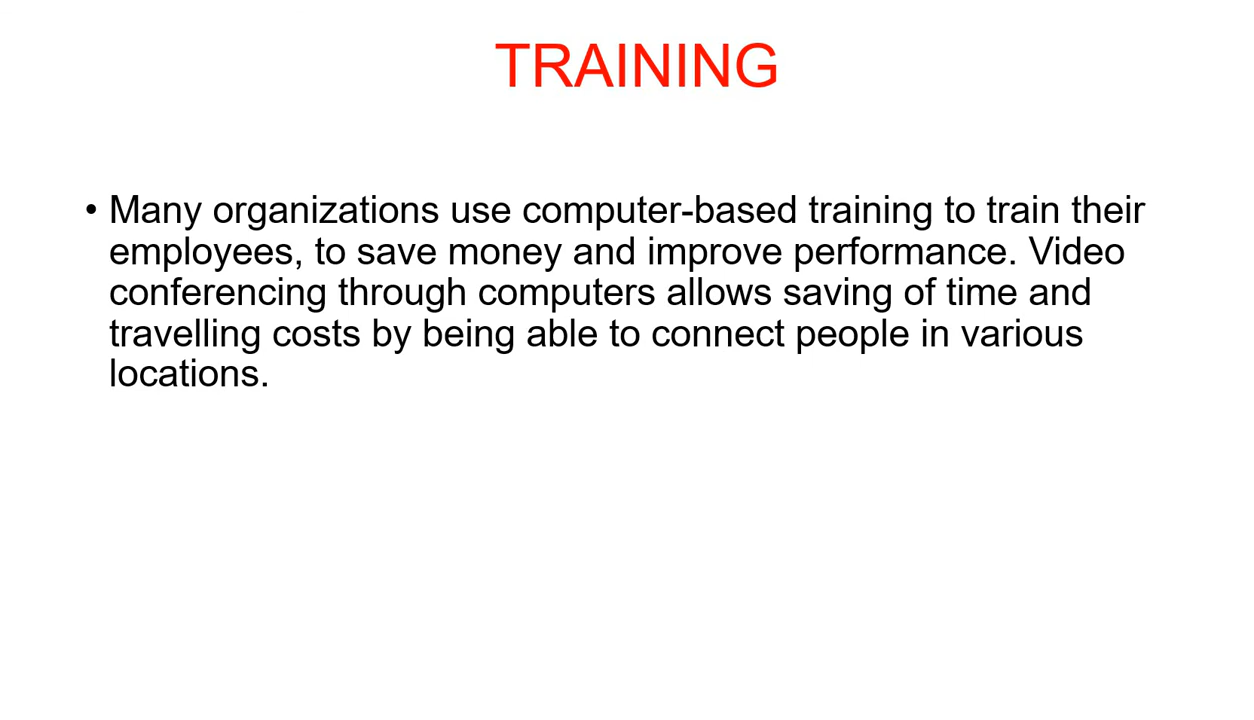 TRAINING
• Many organizations use computer-based training to train their
employees, to save money and improve performance. Video
conferencing through computers allows saving of time and
travelling costs by being able to connect people in various
locations.